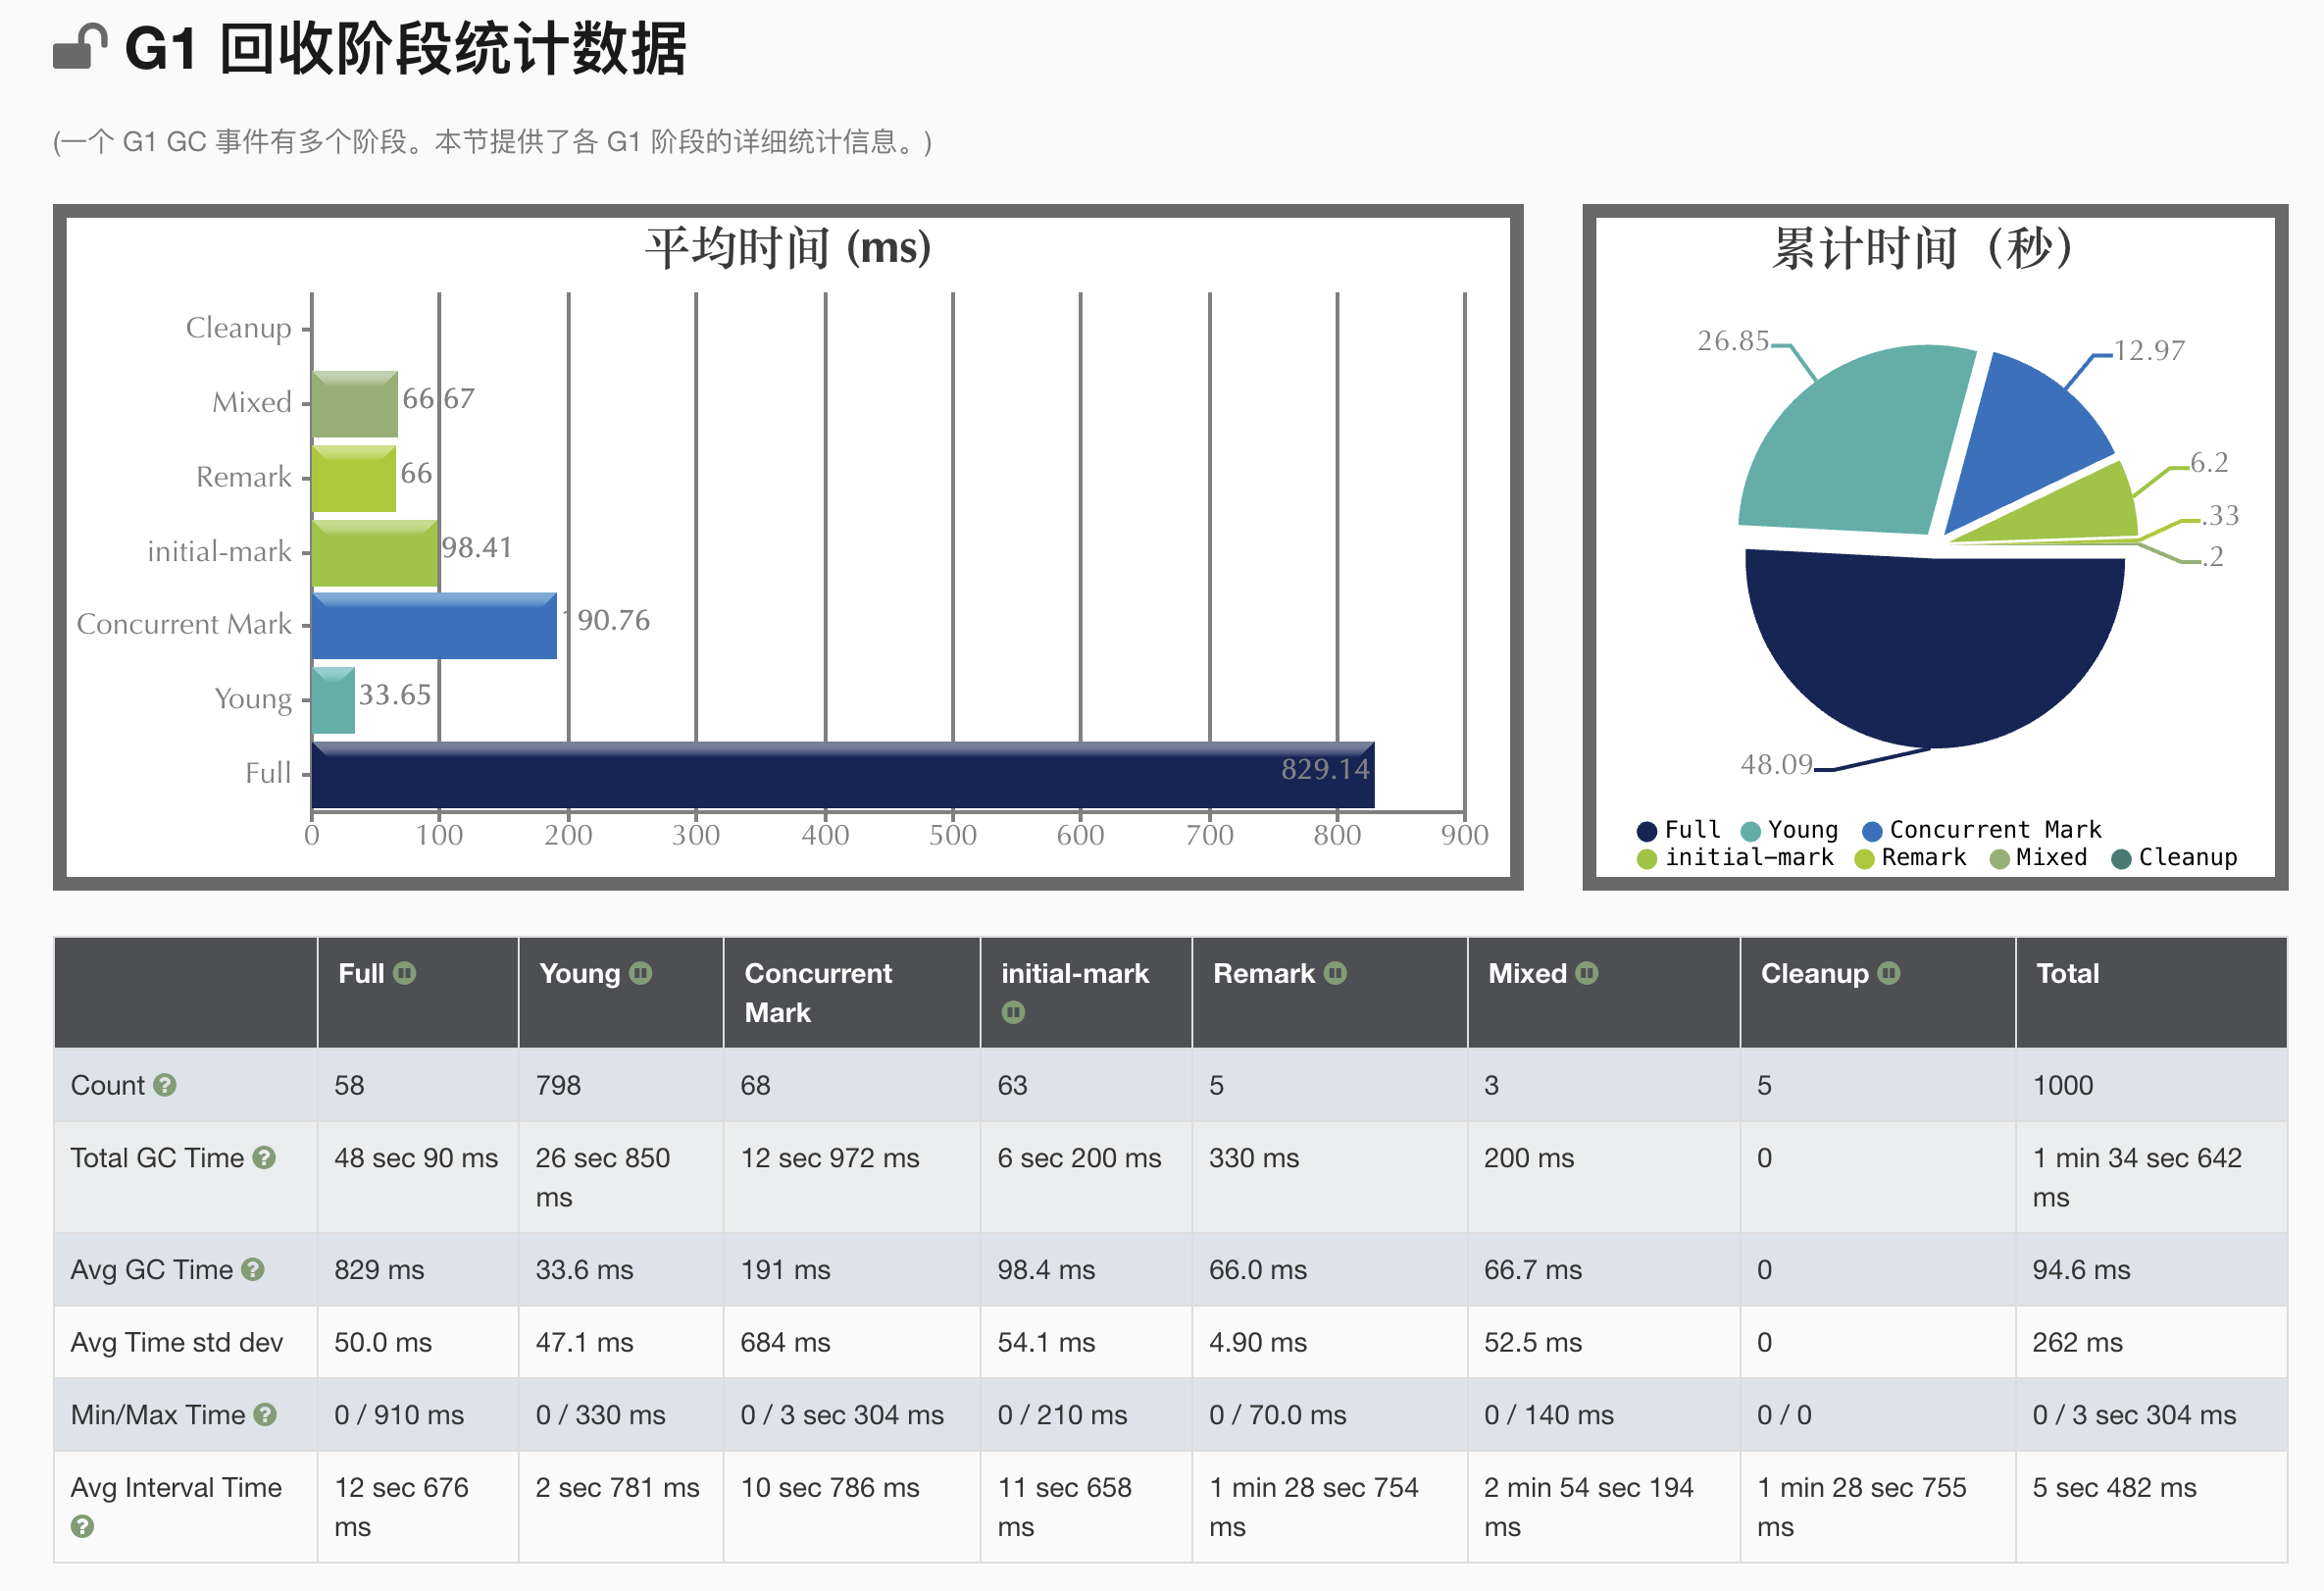 G1 回收阶段统计数据
(一个 G1 GC 事件有多个阶段。本节提供了各 G1 阶段的详细统计信息。)
平均时间 (ms)
Cleanup
Mixed 66.67
Remark 66
initial-mark 98.41
Concurrent Mark 190.76
Young 33.65
Full 829.14
0 100 200 300 400 500 600 700 800 900
累计时间（秒）
26.85
12.97
6.2
.33
.2
48.09
Full Young Concurrent Mark
initial-mark Remark Mixed Cleanup
Full Young Concurrent Mark initial-mark Remark Mixed Cleanup Total
Count ? 58 798 68 63 5 3 5 1000
Total GC Time ? 48 sec 90 ms 26 sec 850 ms 12 sec 972 ms 6 sec 200 ms 330 ms 200 ms 0 1 min 34 sec 642 ms
Avg GC Time ? 829 ms 33.6 ms 191 ms 98.4 ms 66.0 ms 66.7 ms 0 94.6 ms
Avg Time std dev 50.0 ms 47.1 ms 684 ms 54.1 ms 4.90 ms 52.5 ms 0 262 ms
Min/Max Time ? 0 / 910 ms 0 / 330 ms 0 / 3 sec 304 ms 0 / 210 ms 0 / 70.0 ms 0 / 140 ms 0 / 0 0 / 3 sec 304 ms
Avg Interval Time ? 12 sec 676 ms 2 sec 781 ms 10 sec 786 ms 11 sec 658 ms 1 min 28 sec 754 ms 2 min 54 sec 194 ms 1 min 28 sec 755 ms 5 sec 482 ms